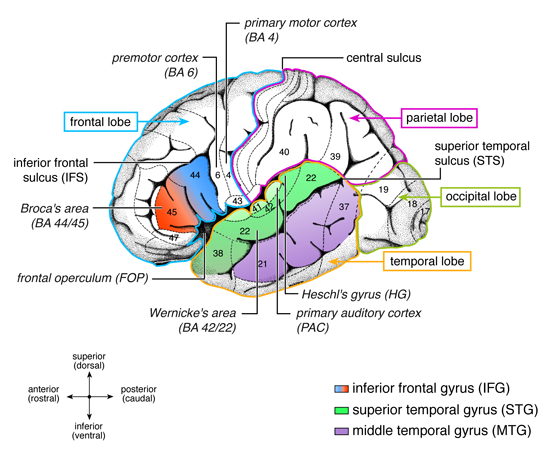 primary motor cortex
(BA 4)
premotor cortex
(BA 6)
central sulcus
frontal lobe
parietal lobe
inferior frontal
sulcus (IFS)
superior temporal
sulcus (STS)
Broca's area
(BA 44/45)
occipital lobe
temporal lobe
frontal operculum (FOP)
Heschl's gyrus (HG)
Wernicke's area
(BA 42/22)
primary auditory cortex
(PAC)
44
6
4
40
39
22
19
45
43
41
42
37
18
17
47
22
38
21
superior
(dorsal)
anterior
(rostral)
posterior
(caudal)
inferior
(ventral)
inferior frontal gyrus (IFG)
superior temporal gyrus (STG)
middle temporal gyrus (MTG)